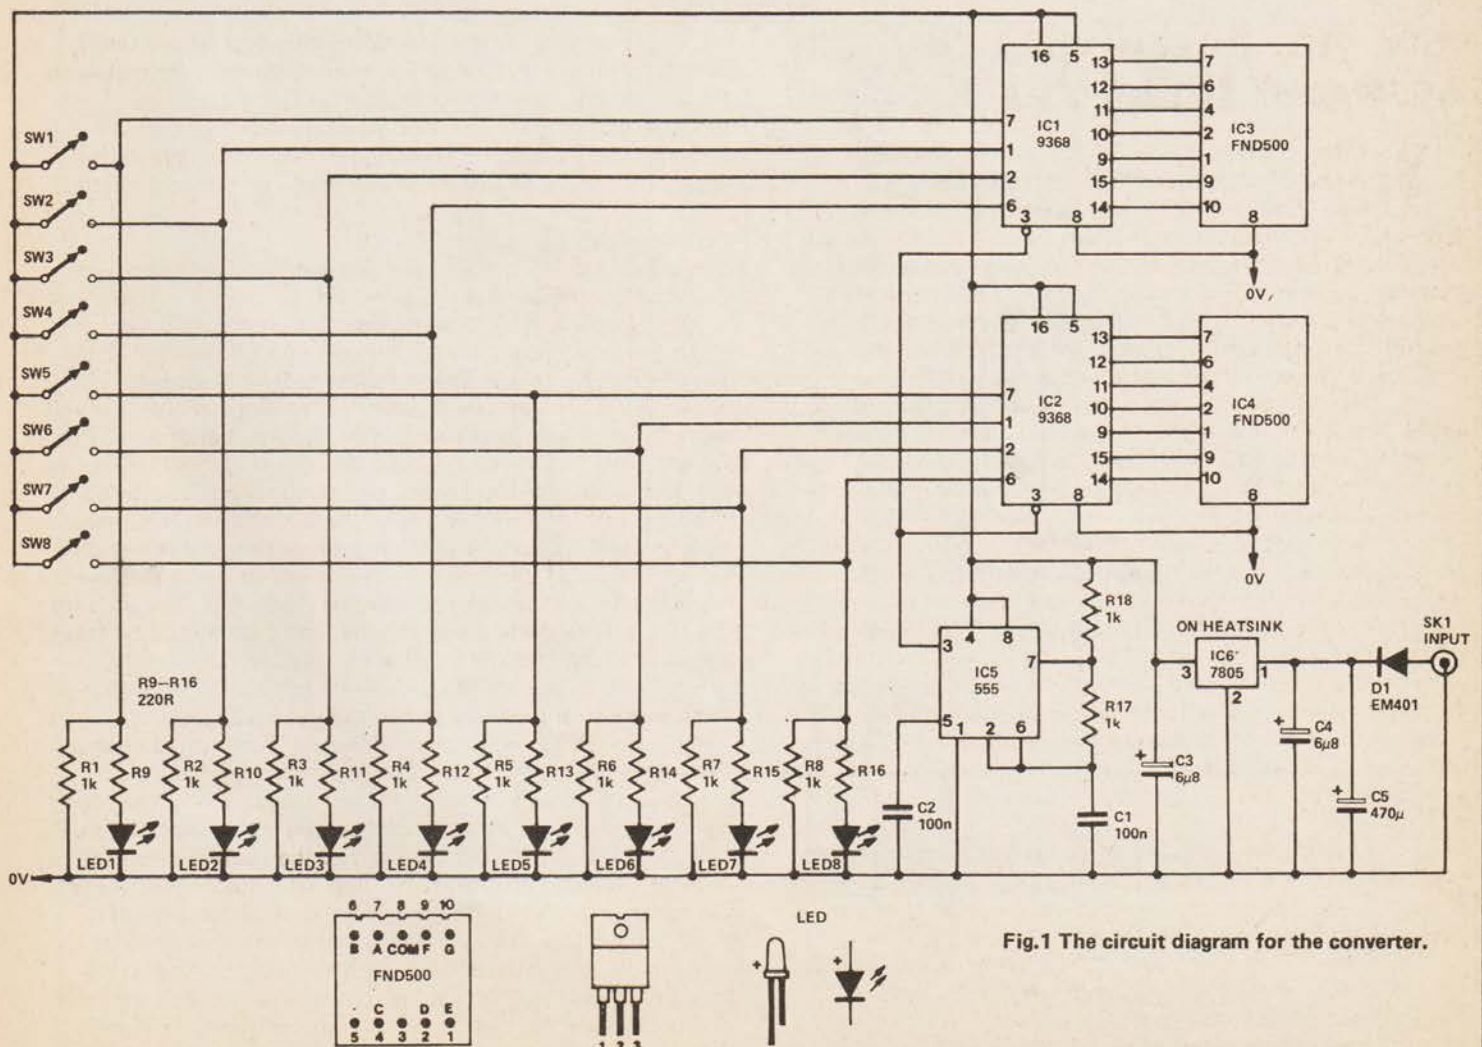 SW1
SW2
SW3
SW4
SW5
SW6
SW7
SW8
16 5
7
1
2
6
IC1
9368
13
12
11
10
9
15
14
3 8
7
6
4
2
1
9
10
IC3
FND500
8
0V
16 5
7
1
2
6
IC2
9368
13
12
11
10
9
15
14
3 8
7
6
4
2
1
9
10
IC4
FND500
8
0V
4 8
3
7
IC5
555
5 1 2 6
R18
1k
R17
1k
ON HEATSINK
3 IC6 1
7805
2
SK1
INPUT
D1
EM401
+ C3
6µ8
+ C4
6µ8
+ C5
470µ
C2
100n
C1
100n
R9–R16
220R
R1
1k
R9
R2
1k
R10
R3
1k
R11
R4
1k
R12
R5
1k
R13
R6
1k
R14
R7
1k
R15
R8
1k
R16
LED1 LED2 LED3 LED4 LED5 LED6 LED7 LED8
0V
6 7 8 9 10
B A COM F G
FND500
. C D E
5 4 3 2 1
1 2 3
LED
+ +
Fig.1 The circuit diagram for the converter.